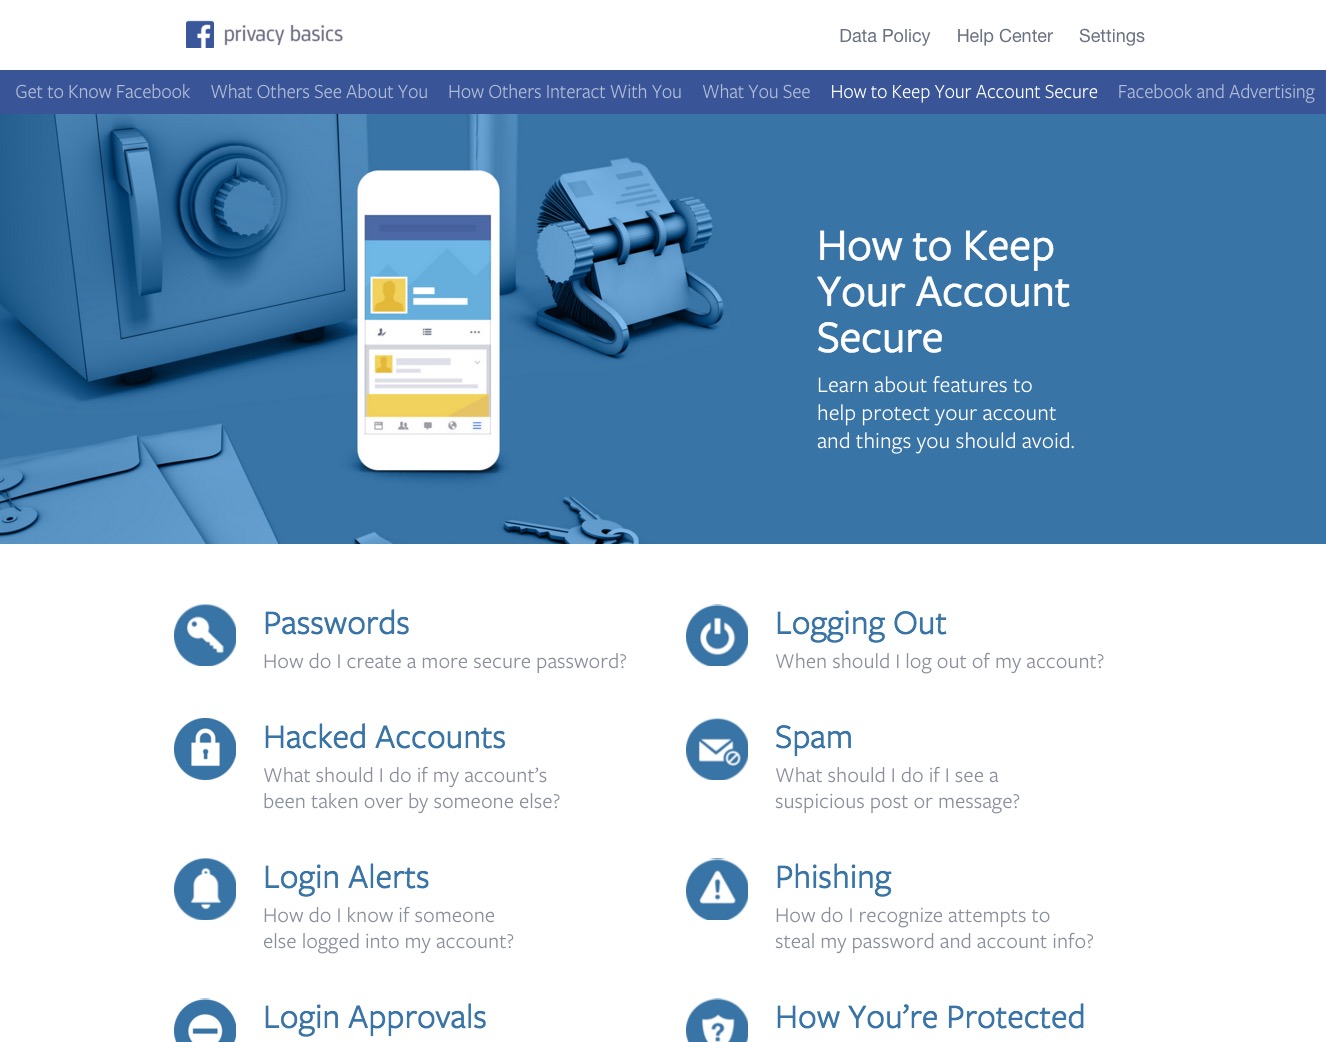 privacy basics
Data Policy Help Center Settings
Get to Know Facebook What Others See About You How Others Interact With You What You See How to Keep Your Account Secure Facebook and Advertising
How to Keep
Your Account
Secure
Learn about features to
help protect your account
and things you should avoid.
Passwords
How do I create a more secure password?
Logging Out
When should I log out of my account?
Hacked Accounts
What should I do if my account’s
been taken over by someone else?
Spam
What should I do if I see a
suspicious post or message?
Login Alerts
How do I know if someone
else logged into my account?
Phishing
How do I recognize attempts to
steal my password and account info?
Login Approvals
How You’re Protected